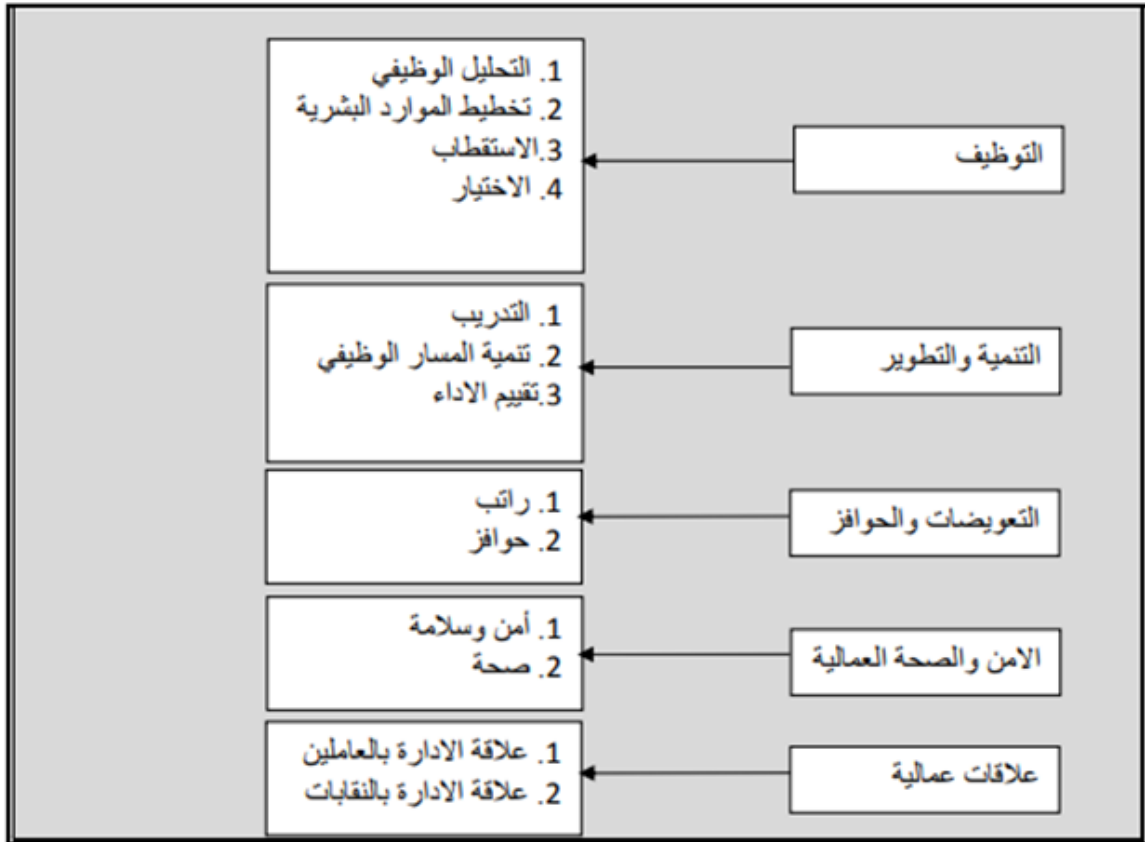 التوظيف
1. التحليل الوظيفي
2. تخطيط الموارد البشرية
3.الاستقطاب
4. الاختيار
التنمية والتطوير
1. التدريب
2. تنمية المسار الوظيفي
3.تقييم الاداء
التعويضات والحوافز
1. راتب
2. حوافز
الامن والصحة العمالية
1. أمن وسلامة
2. صحة
علاقات عمالية
1. علاقة الادارة بالعاملين
2. علاقة الادارة بالنقابات